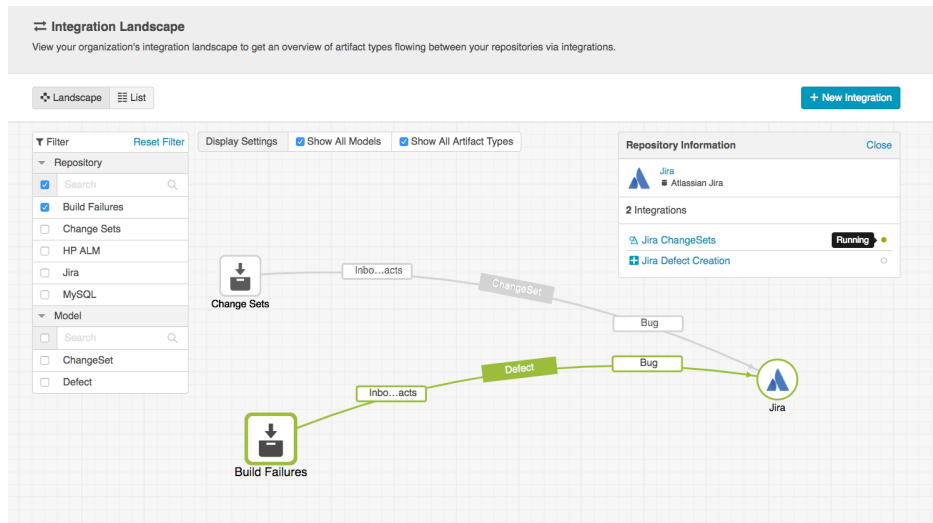 Integration Landscape
View your organization's integration landscape to get an overview of artifact types flowing between your repositories via integrations.
Landscape
List
+ New Integration
Filter
Reset Filter
Repository
Search
Build Failures
Change Sets
HP ALM
Jira
MySQL
Model
Search
ChangeSet
Defect
Display Settings
Show All Models
Show All Artifact Types
Repository Information
Close
Jira
Atlassian Jira
2 Integrations
Jira ChangeSets
Running
Jira Defect Creation
Change Sets
Inbo...acts
ChangeSet
Bug
Build Failures
Inbo...acts
Defect
Bug
Jira